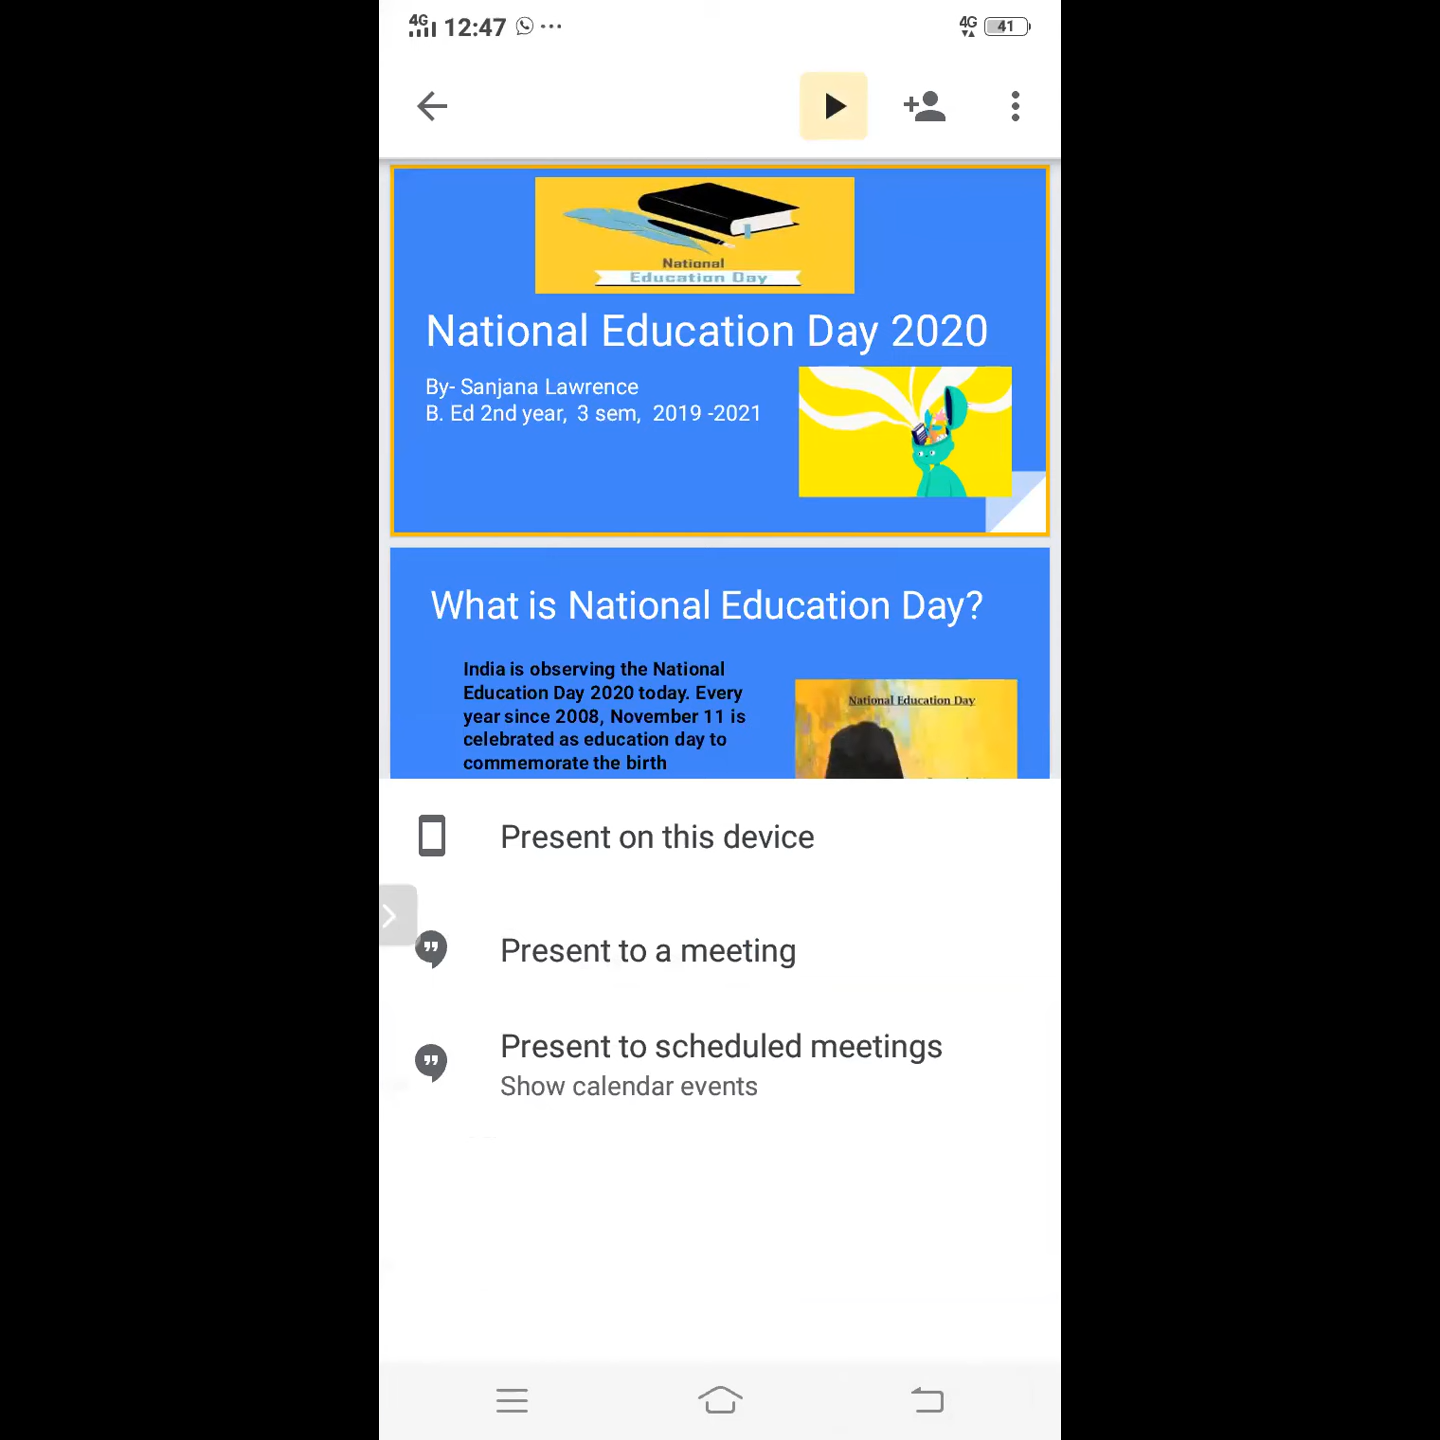 4G 12:47 ... 4G 41
National
Education Day
National Education Day 2020
By- Sanjana Lawrence
B. Ed 2nd year, 3 sem, 2019 -2021
What is National Education Day?
India is observing the National
Education Day 2020 today. Every
year since 2008, November 11 is
celebrated as education day to
commemorate the birth
National Education Day
Present on this device
Present to a meeting
Present to scheduled meetings
Show calendar events